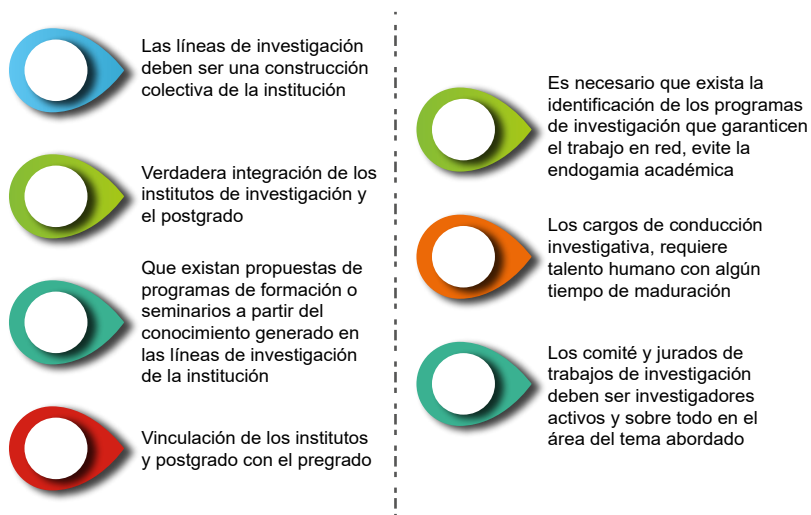 Las líneas de investigación
deben ser una construcción
colectiva de la institución
Verdadera integración de los
institutos de investigación y
el postgrado
Que existan propuestas de
programas de formación o
seminarios a partir del
conocimiento generado en
las líneas de investigación
de la institución
Vinculación de los institutos
y postgrado con el pregrado
Es necesario que exista la
identificación de los programas
de investigación que garanticen
el trabajo en red, evite la
endogamia académica
Los cargos de conducción
investigativa, requiere
talento humano con algún
tiempo de maduración
Los comité y jurados de
trabajos de investigación
deben ser investigadores
activos y sobre todo en el
área del tema abordado